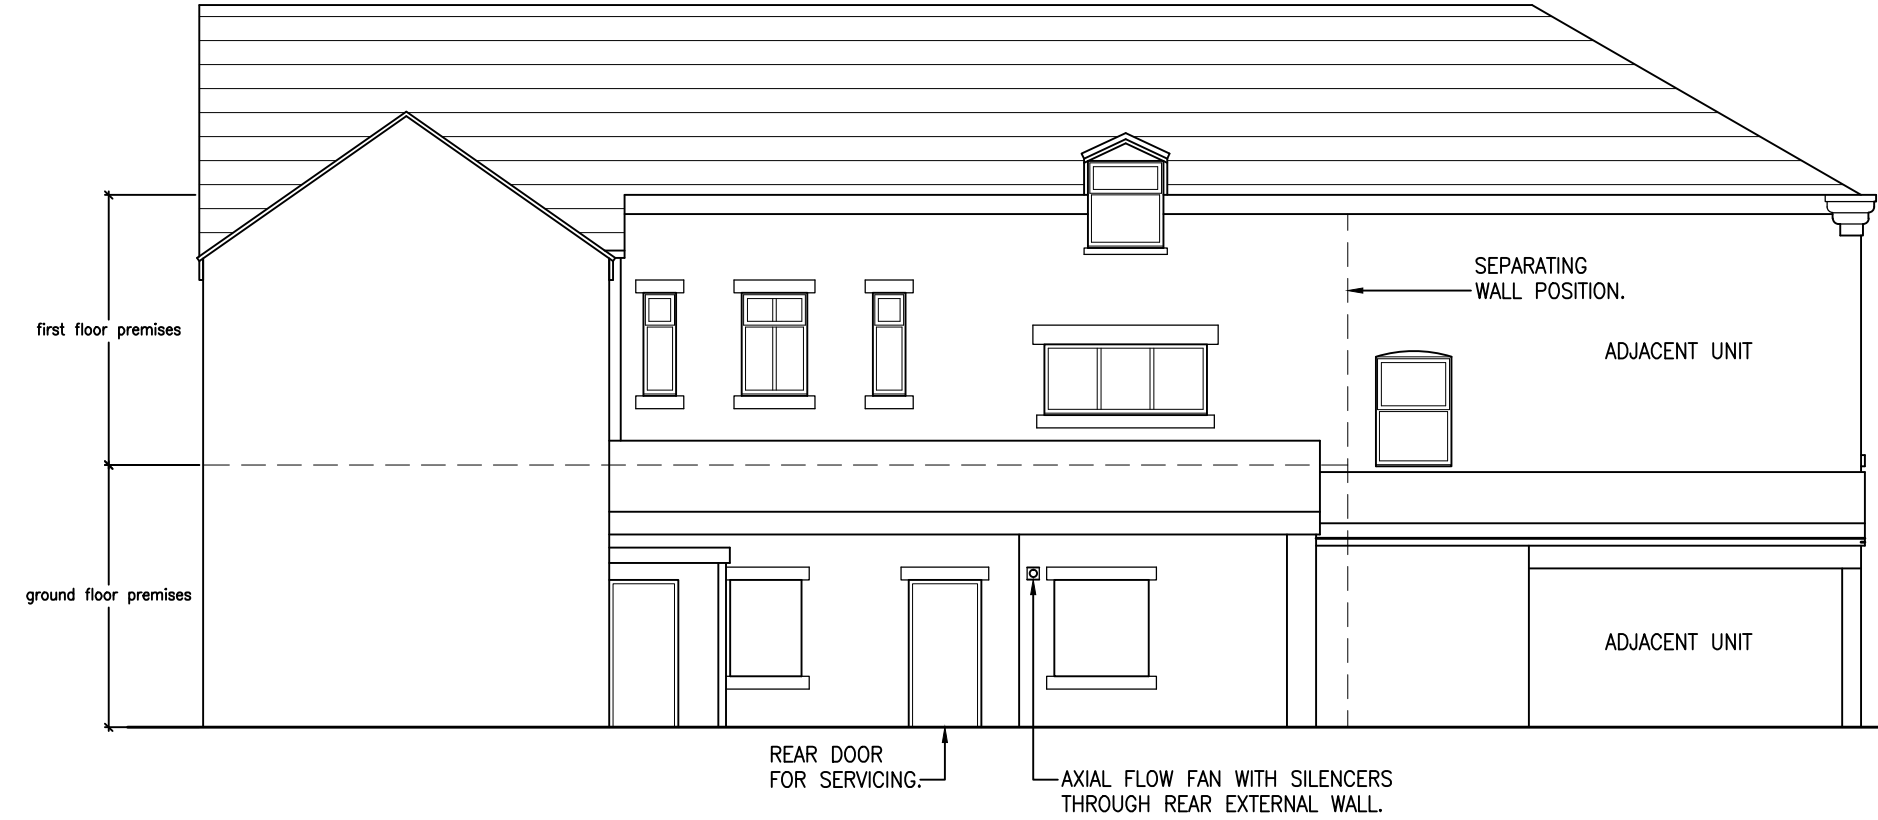 SEPARATING
WALL POSITION.
first floor premises
ADJACENT UNIT
ground floor premises
ADJACENT UNIT
REAR DOOR
FOR SERVICING.
AXIAL FLOW FAN WITH SILENCERS
THROUGH REAR EXTERNAL WALL.